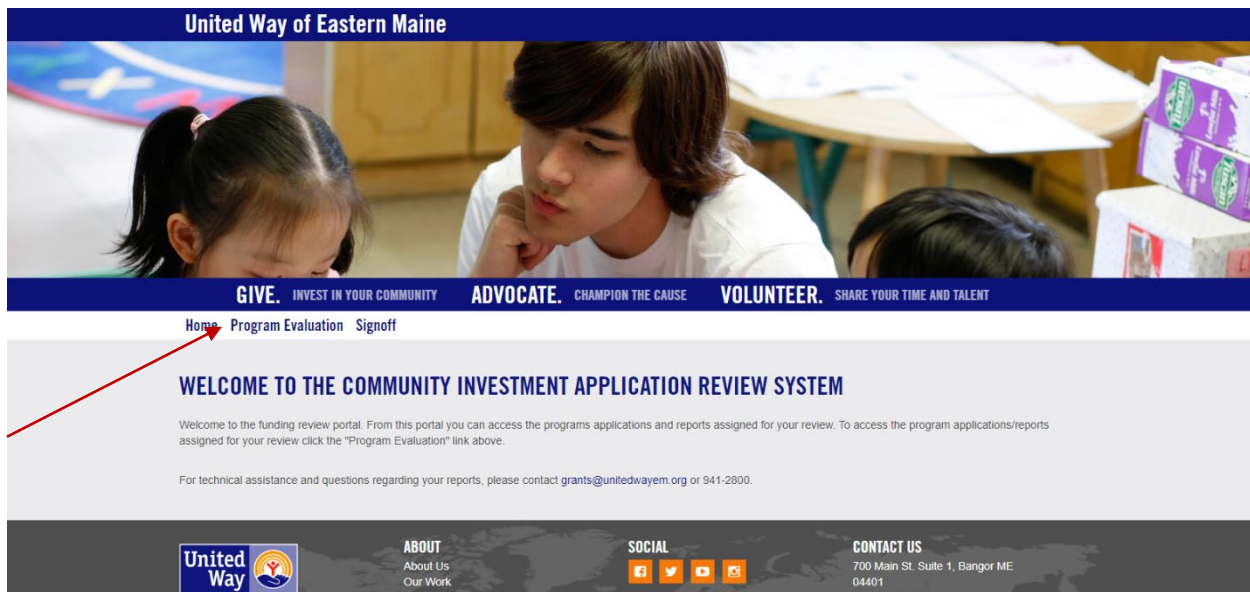 United Way of Eastern Maine
1% Lowfat Milk
Tuscan
GIVE. INVEST IN YOUR COMMUNITY ADVOCATE. CHAMPION THE CAUSE VOLUNTEER. SHARE YOUR TIME AND TALENT
Home Program Evaluation Signoff
WELCOME TO THE COMMUNITY INVESTMENT APPLICATION REVIEW SYSTEM
Welcome to the funding review portal. From this portal you can access the programs applications and reports assigned for your review. To access the program applications/reports
assigned for your review click the "Program Evaluation" link above.
For technical assistance and questions regarding your reports, please contact grants@unitedwayem.org or 941-2800.
United
Way
ABOUT
About Us
Our Work
SOCIAL
CONTACT US
700 Main St. Suite 1, Bangor ME
04401